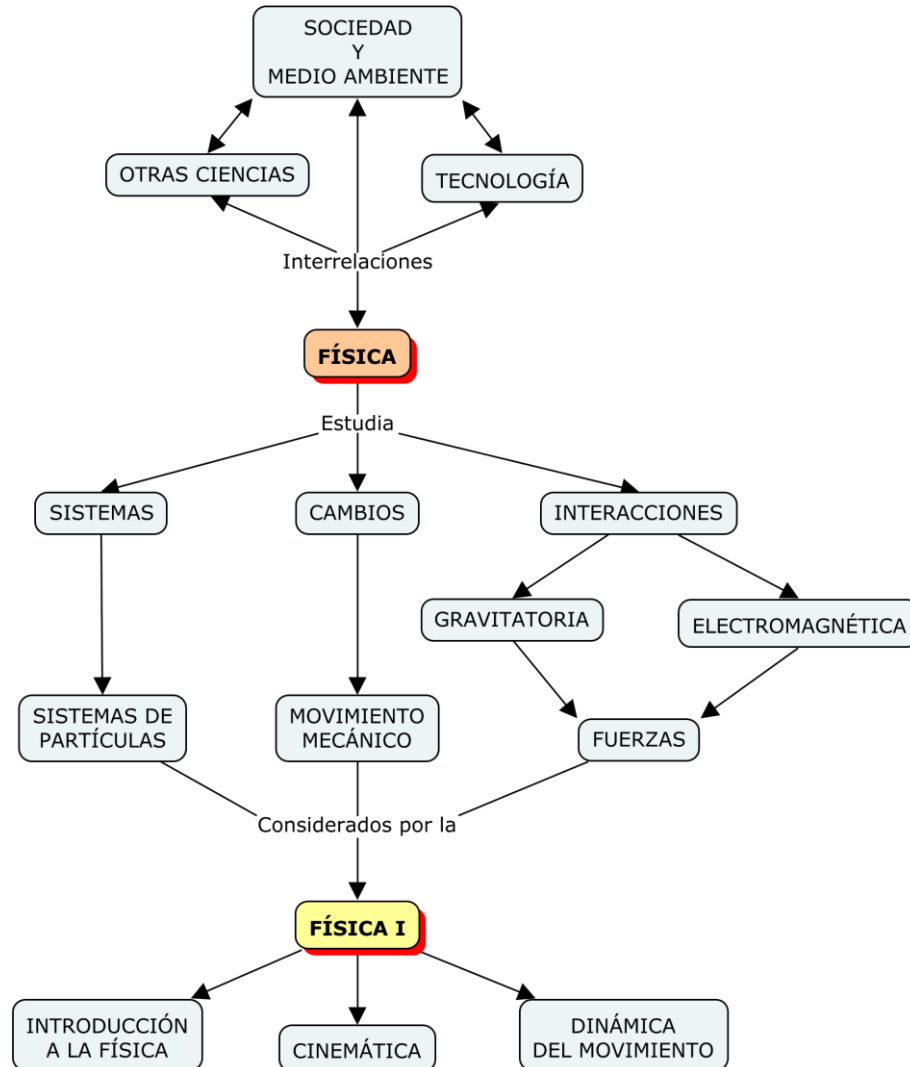 SOCIEDAD
Y
MEDIO AMBIENTE
OTRAS CIENCIAS
TECNOLOGÍA
Interrelaciones
FÍSICA
Estudia
SISTEMAS
CAMBIOS
INTERACCIONES
GRAVITATORIA
ELECTROMAGNÉTICA
SISTEMAS DE
PARTÍCULAS
MOVIMIENTO
MECÁNICO
FUERZAS
Considerados por la
FÍSICA I
INTRODUCCIÓN
A LA FÍSICA
CINEMÁTICA
DINÁMICA
DEL MOVIMIENTO